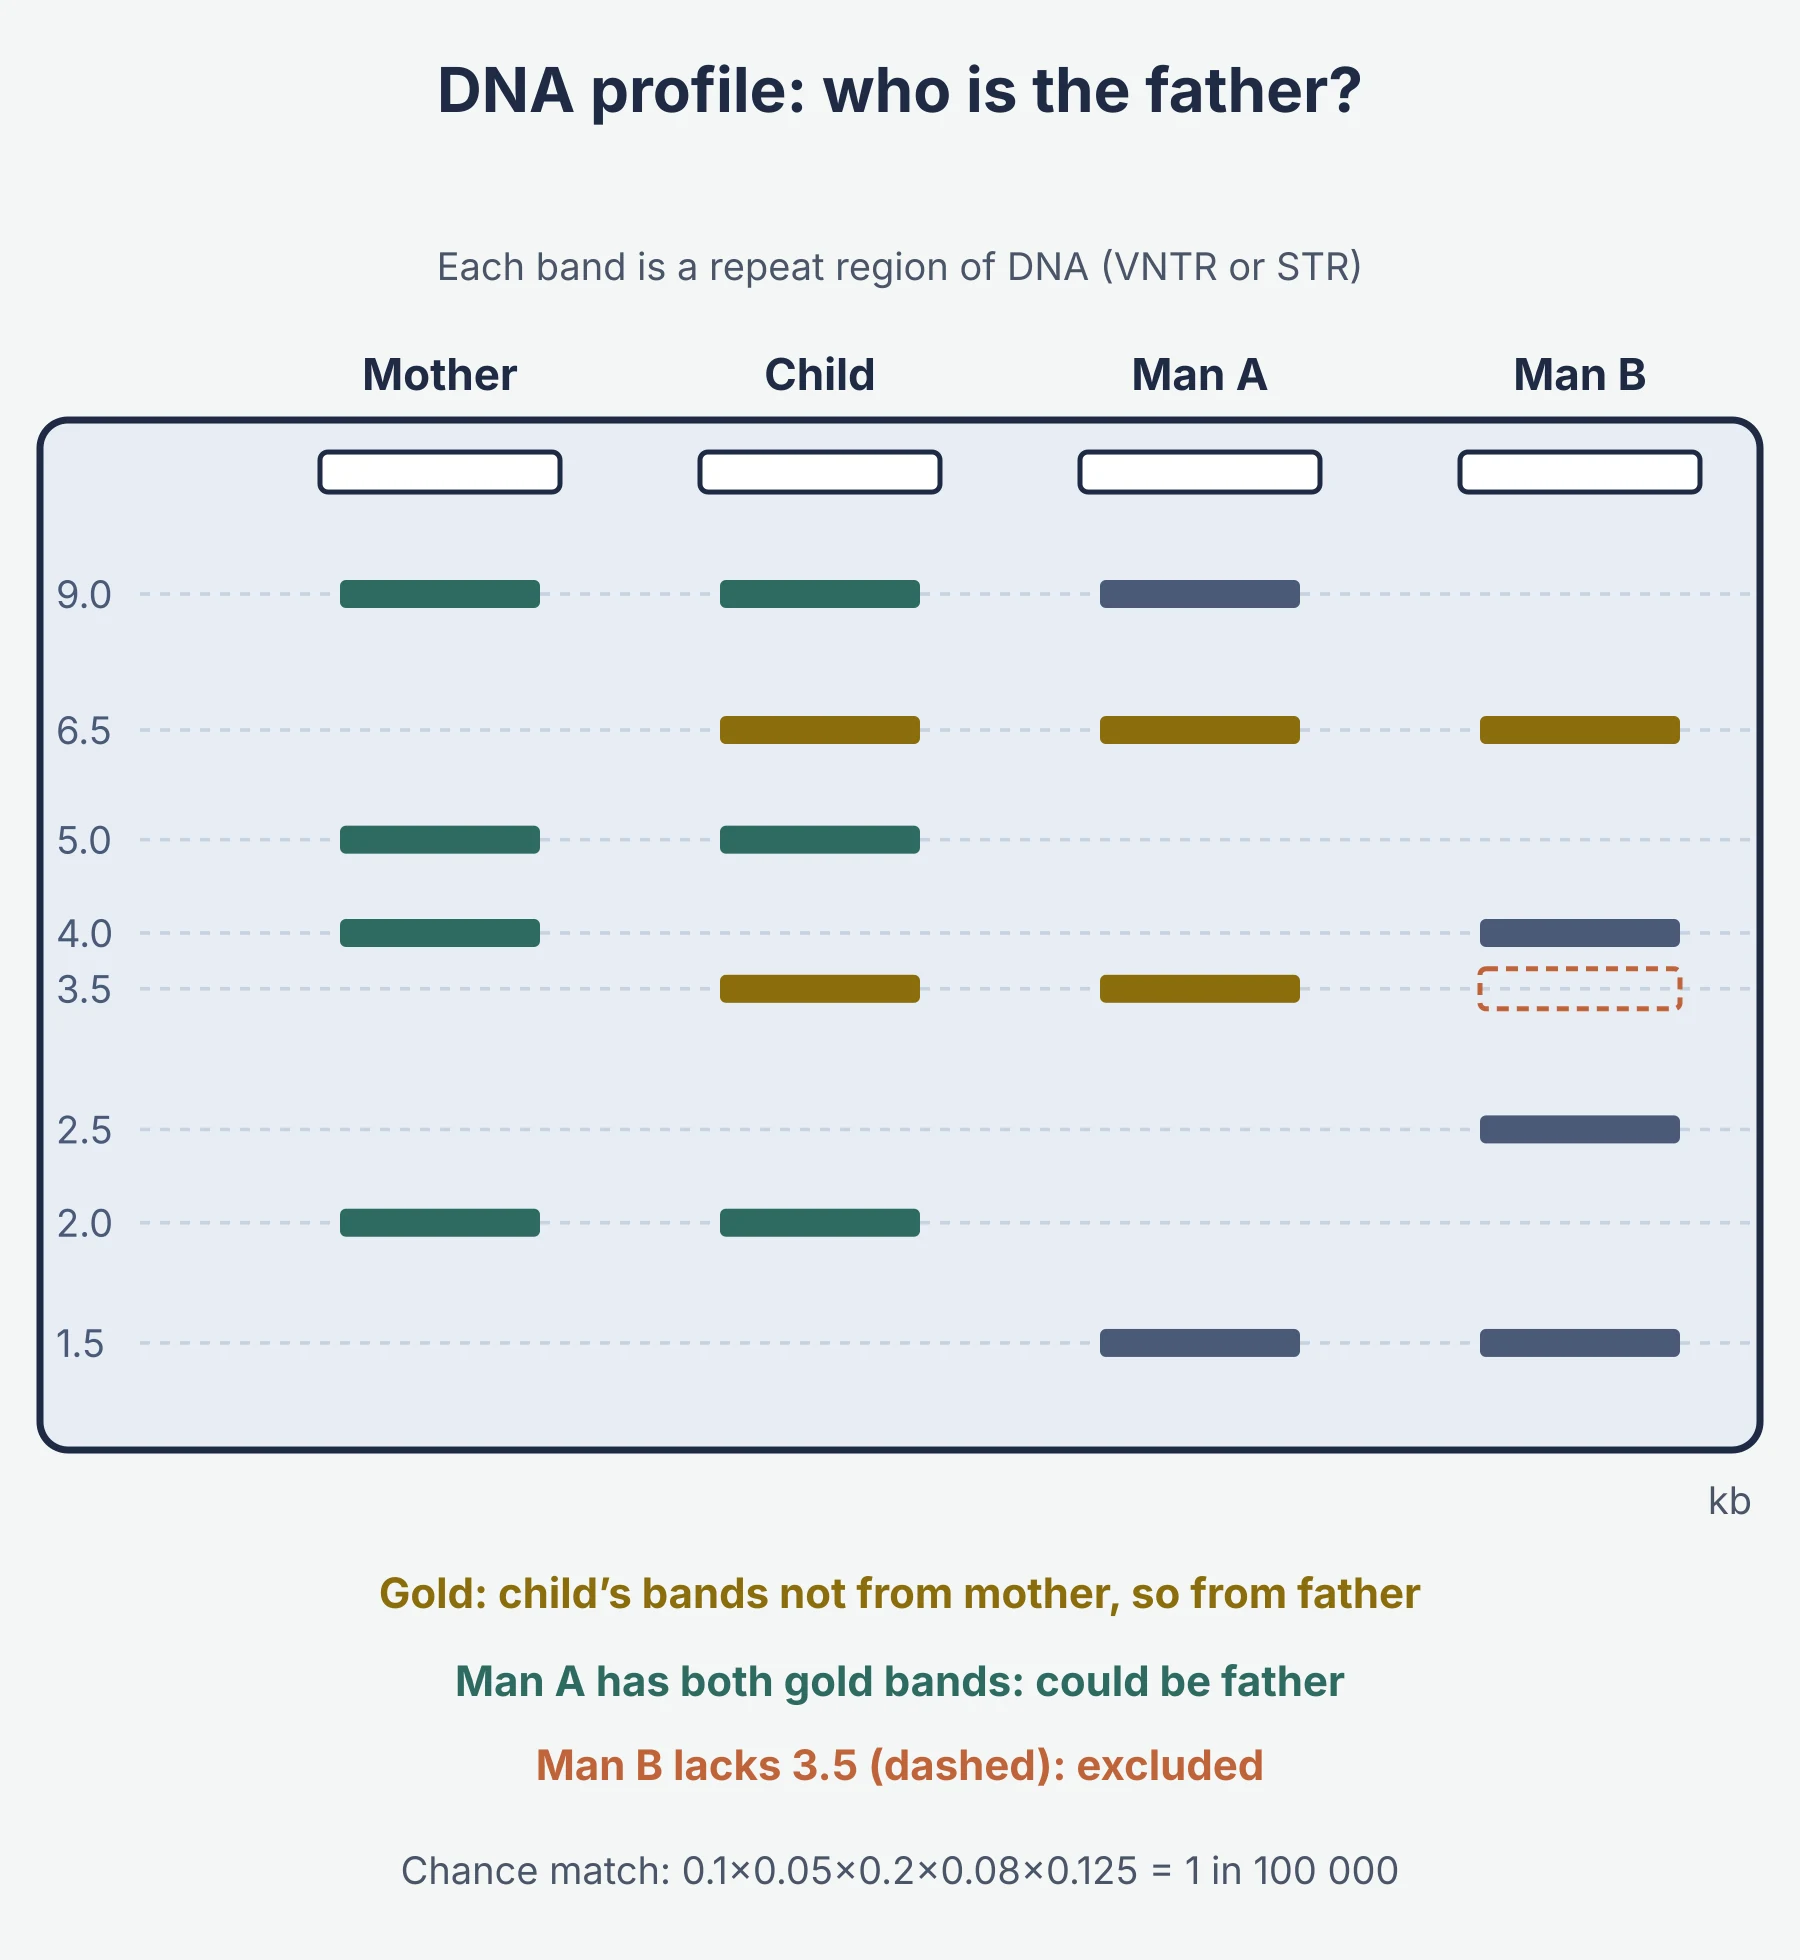 DNA profile: who is the father?
Each band is a repeat region of DNA (VNTR or STR)
Mother Child Man A Man B
9.0
6.5
5.0
4.0
3.5
2.5
2.0
1.5
kb
Gold: child’s bands not from mother, so from father
Man A has both gold bands: could be father
Man B lacks 3.5 (dashed): excluded
Chance match: 0.1×0.05×0.2×0.08×0.125 = 1 in 100 000